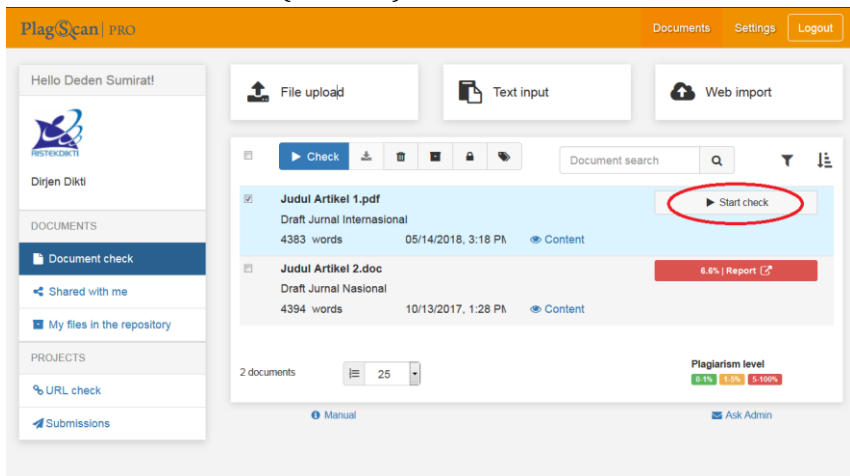 PlagScan | PRO
Documents Settings Logout
Hello Deden Sumirat!
RISTEKDIKTI
Dirjen Dikti
DOCUMENTS
Document check
Shared with me
My files in the repository
PROJECTS
URL check
Submissions
File upload
Text input
Web import
Check
Document search
Judul Artikel 1.pdf
Start check
Draft Jurnal Internasional
4383 words 05/14/2018, 3:18 PM Content
Judul Artikel 2.doc
6.6% | Report
Draft Jurnal Nasional
4394 words 10/13/2017, 1:28 PM Content
2 documents 25
Plagiarism level
0-1% 1-5% 5-100%
Manual
Ask Admin